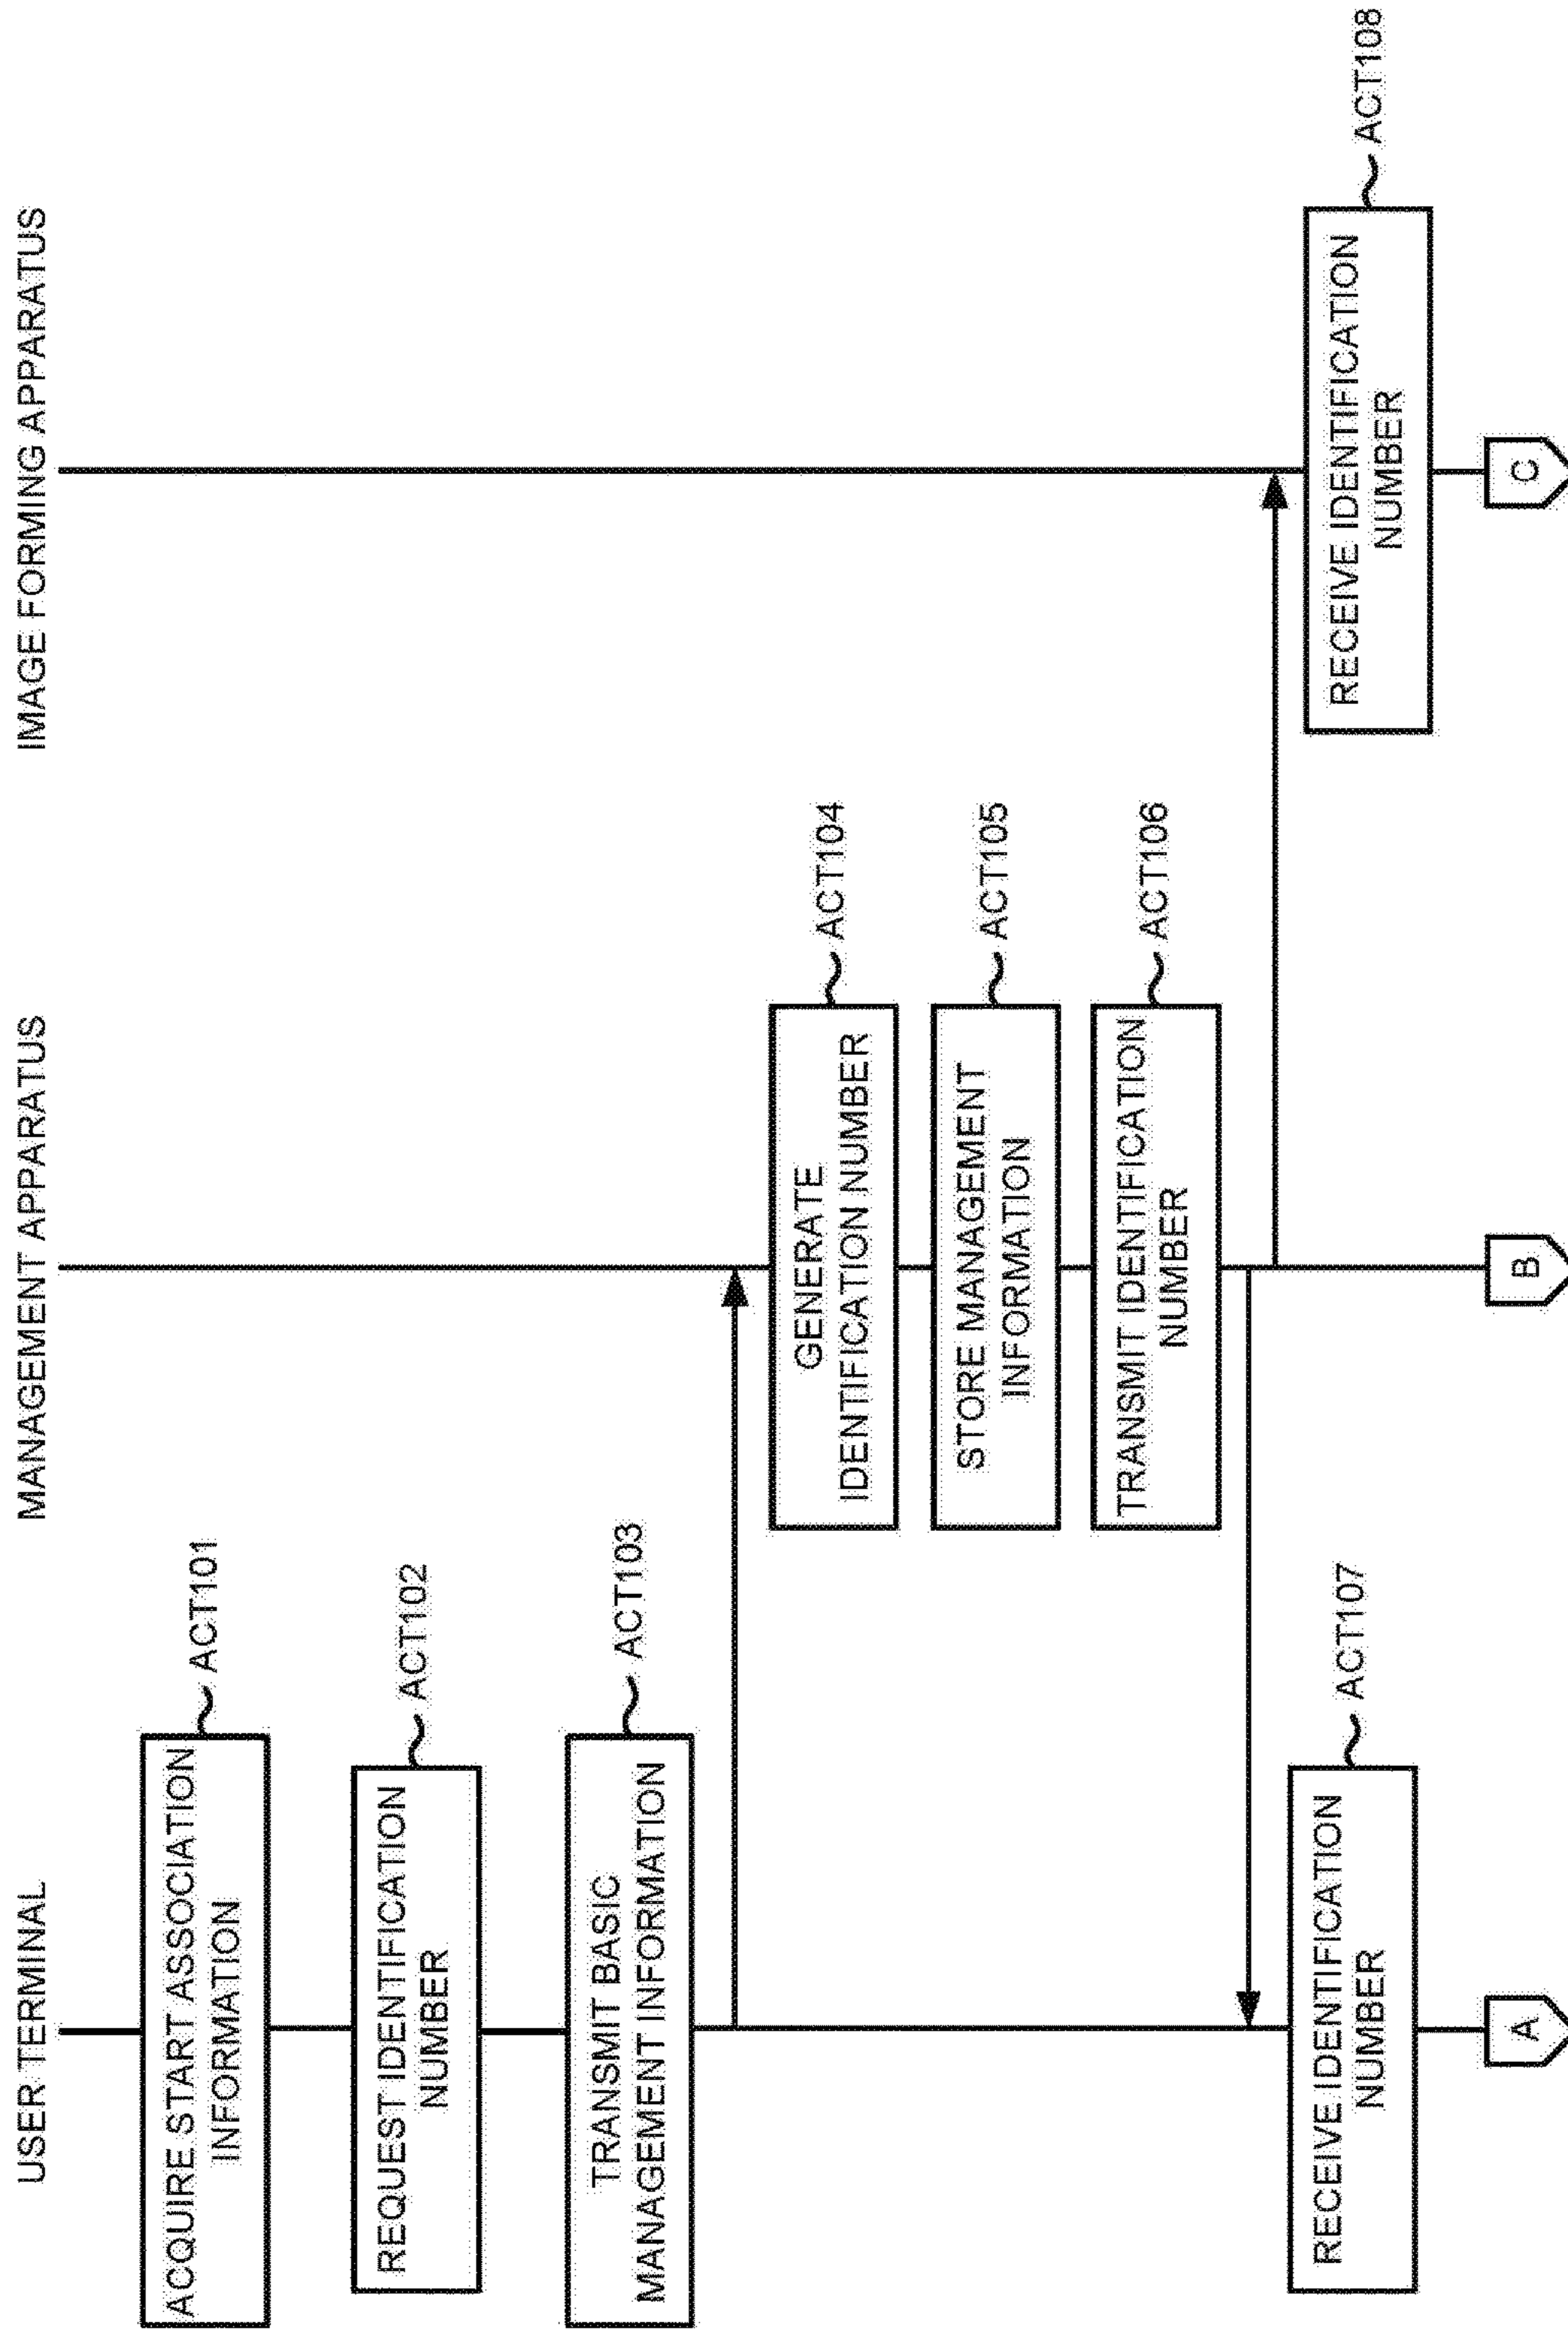 USER TERMINAL
MANAGEMENT APPARATUS
IMAGE FORMING APPARATUS
ACQUIRE START ASSOCIATION
INFORMATION
ACT101
REQUEST IDENTIFICATION
NUMBER
ACT102
TRANSMIT BASIC
MANAGEMENT INFORMATION
ACT103
GENERATE
IDENTIFICATION NUMBER
ACT104
STORE MANAGEMENT
INFORMATION
ACT105
TRANSMIT IDENTIFICATION
NUMBER
ACT106
RECEIVE IDENTIFICATION
NUMBER
ACT107
RECEIVE IDENTIFICATION
NUMBER
ACT108
A
B
C